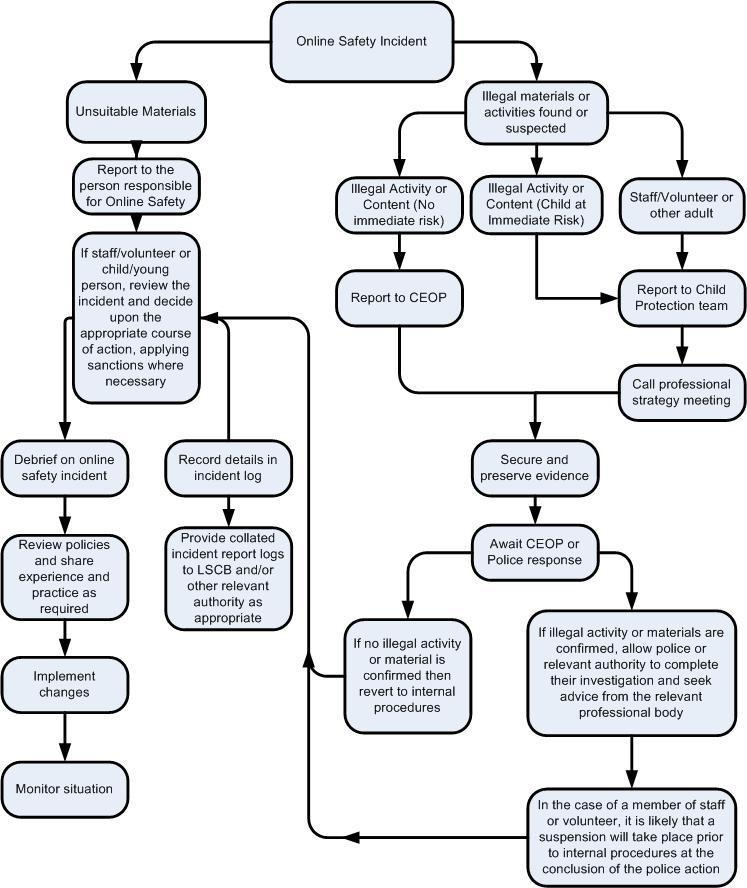 Online Safety Incident
Unsuitable Materials
Illegal materials or
activities found or
suspected
Report to the
person responsible
for Online Safety
Illegal Activity or
Content (No
immediate risk)
Illegal Activity or
Content (Child at
Immediate Risk)
Staff/Volunteer or
other adult
If staff/volunteer or
child/young
person, review the
incident and decide
upon the
appropriate course
of action, applying
sanctions where
necessary
Report to CEOP
Report to Child
Protection team
Call professional
strategy meeting
Debrief on online
safety incident
Record details in
incident log
Secure and
preserve evidence
Review policies
and share
experience and
practice as
required
Provide collated
incident report logs
to LSCB and/or
other relevant
authority as
appropriate
Await CEOP or
Police response
If no illegal activity
or material is
confirmed then
revert to internal
procedures
If illegal activity or materials are
confirmed, allow police or
relevant authority to complete
their investigation and seek
advice from the relevant
professional body
Implement
changes
Monitor situation
In the case of a member of staff
or volunteer, it is likely that a
suspension will take place prior
to internal procedures at the
conclusion of the police action